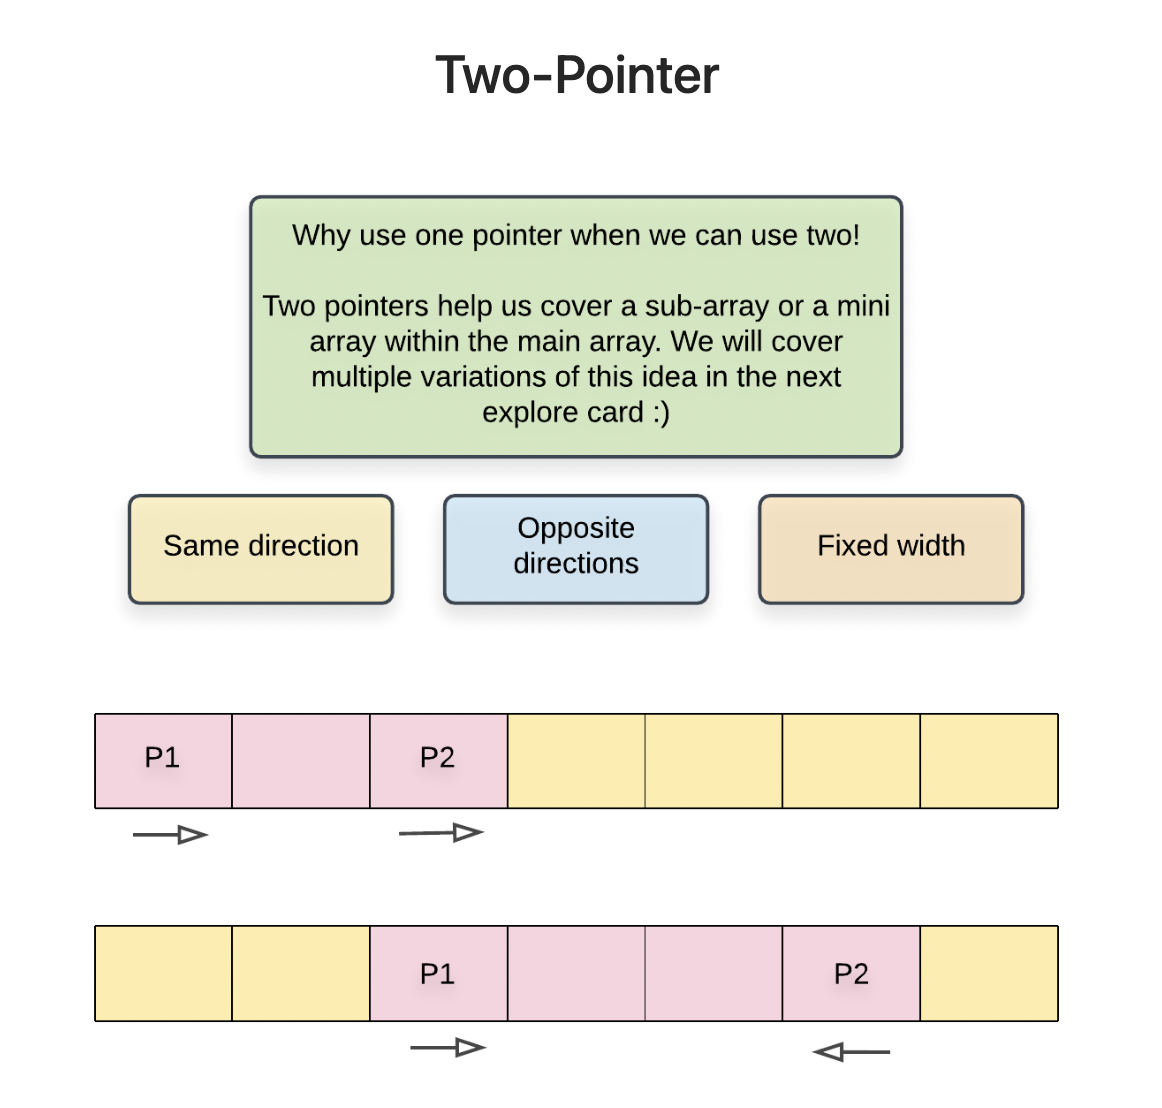 Two-Pointer
Why use one pointer when we can use two!
Two pointers help us cover a sub-array or a mini
array within the main array. We will cover
multiple variations of this idea in the next
explore card :)
Same direction
Opposite
directions
Fixed width
P1 P2
P1 P2